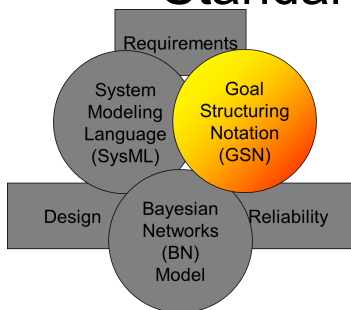 Requirements
System
Modeling
Language
(SysML)
Goal
Structuring
Notation
(GSN)
Design
Bayesian
Networks
(BN)
Model
Reliability